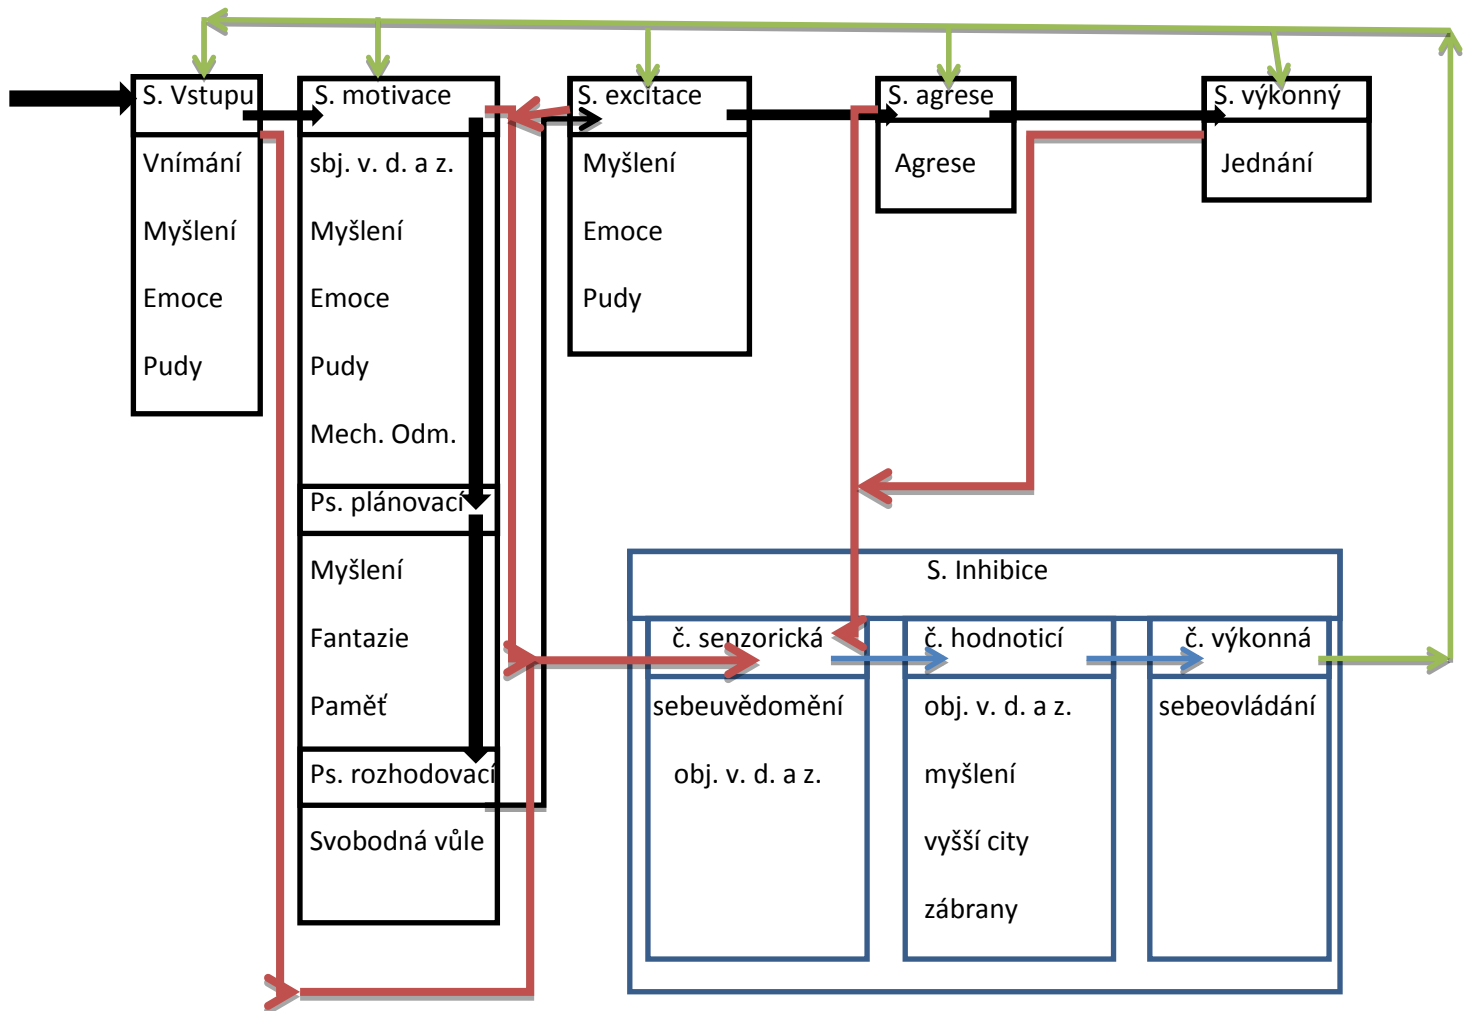 S. Vstupu
Vnímání
Myšlení
Emoce
Pudy
S. motivace
sbj. v. d. a z.
Myšlení
Emoce
Pudy
Mech. Odm.
Ps. plánovací
Myšlení
Fantazie
Paměť
Ps. rozhodovací
Svobodná vůle
S. excitace
Myšlení
Emoce
Pudy
S. agrese
Agrese
S. výkonný
Jednání
S. Inhibice
č. senzorická
sebeuvědomění
obj. v. d. a z.
č. hodnoticí
obj. v. d. a z.
myšlení
vyšší city
zábrany
č. výkonná
sebeovládání